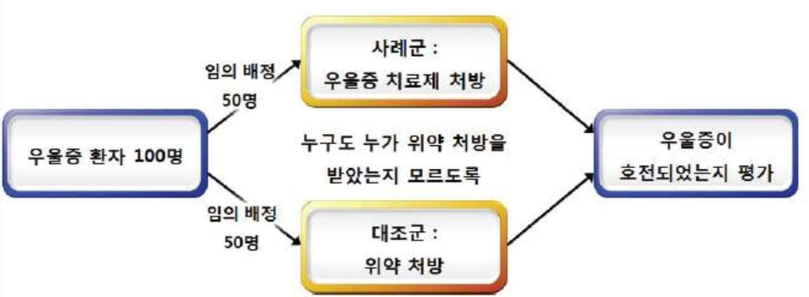 우울증 환자 100명
임의 배정
50명
사례군 :
우울증 치료제 처방
누구도 누가 위약 처방을
받았는지 모르도록
임의 배정
50명
대조군 :
위약 처방
우울증이
호전되었는지 평가